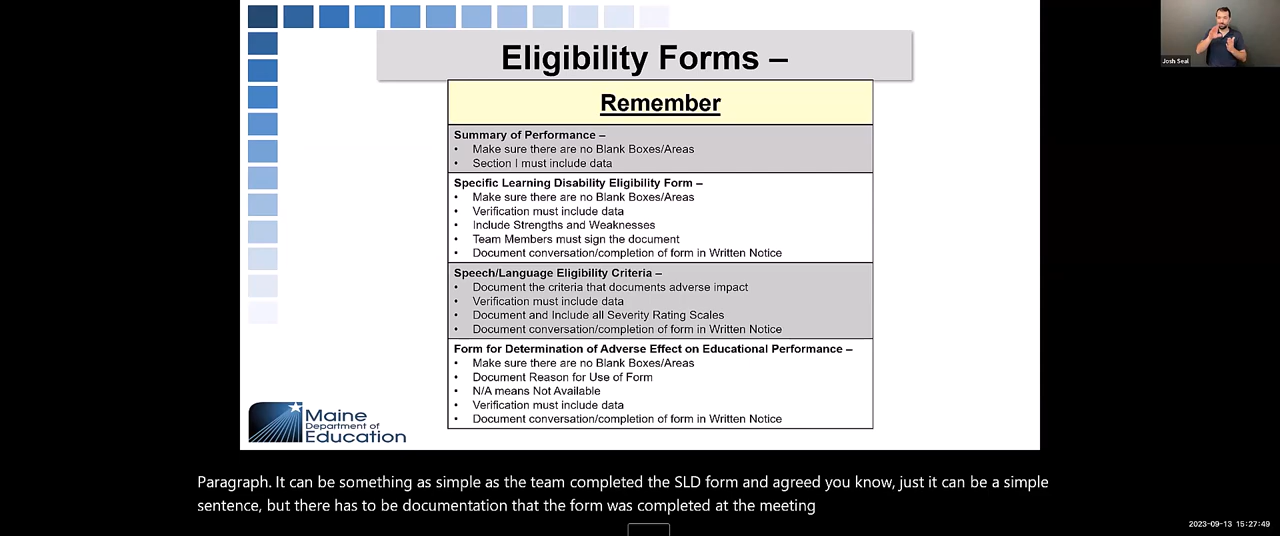 Eligibility Forms –
Josh Seal
Remember
Summary of Performance –
• Make sure there are no Blank Boxes/Areas
• Section I must include data
Specific Learning Disability Eligibility Form –
• Make sure there are no Blank Boxes/Areas
• Verification must include data
• Include Strengths and Weaknesses
• Team Members must sign the document
• Document conversation/completion of form in Written Notice
Speech/Language Eligibility Criteria –
• Document the criteria that documents adverse impact
• Verification must include data
• Document and Include all Severity Rating Scales
• Document conversation/completion of form in Written Notice
Form for Determination of Adverse Effect on Educational Performance –
• Make sure there are no Blank Boxes/Areas
• Document Reason for Use of Form
• N/A means Not Available
• Verification must include data
• Document conversation/completion of form in Written Notice
Maine
Department of
Education
Paragraph. It can be something as simple as the team completed the SLD form and agreed you know, just it can be a simple
sentence, but there has to be documentation that the form was completed at the meeting
2023-09-13 15:27:49